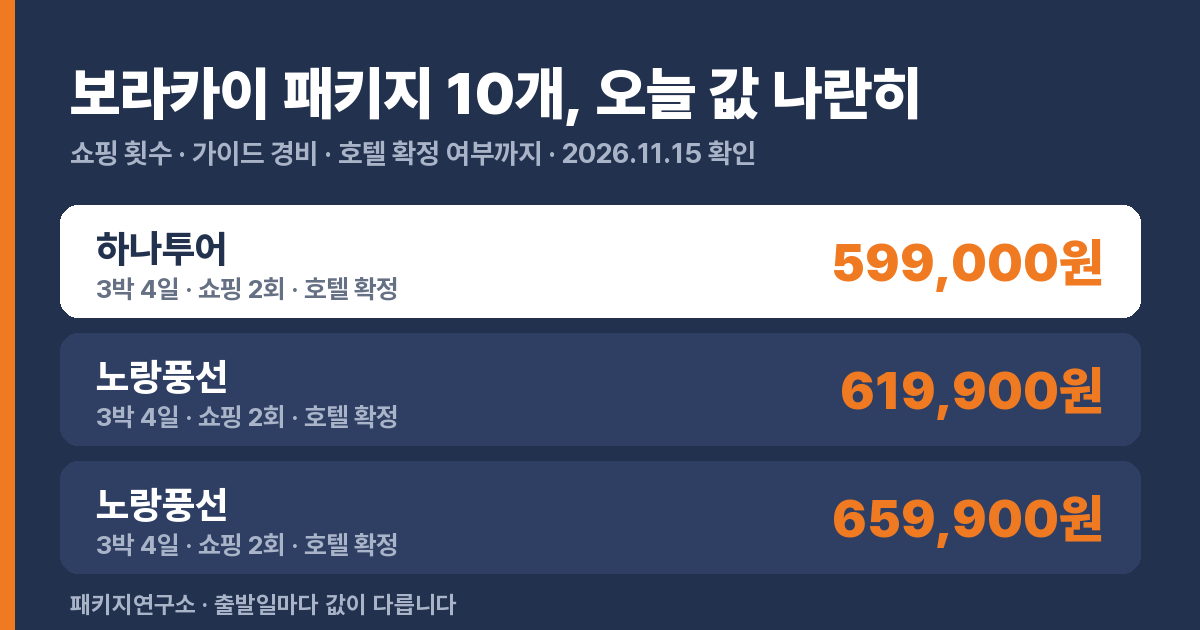 보라카이 패키지 10개, 오늘 값 나란히
쇼핑 횟수 · 가이드 경비 · 호텔 확정 여부까지 · 2026.11.15 확인
하나투어
599,000원
3박 4일 · 쇼핑 2회 · 호텔 확정
노랑풍선
619,900원
3박 4일 · 쇼핑 2회 · 호텔 확정
노랑풍선
659,900원
3박 4일 · 쇼핑 2회 · 호텔 확정
패키지연구소 · 출발일마다 값이 다릅니다